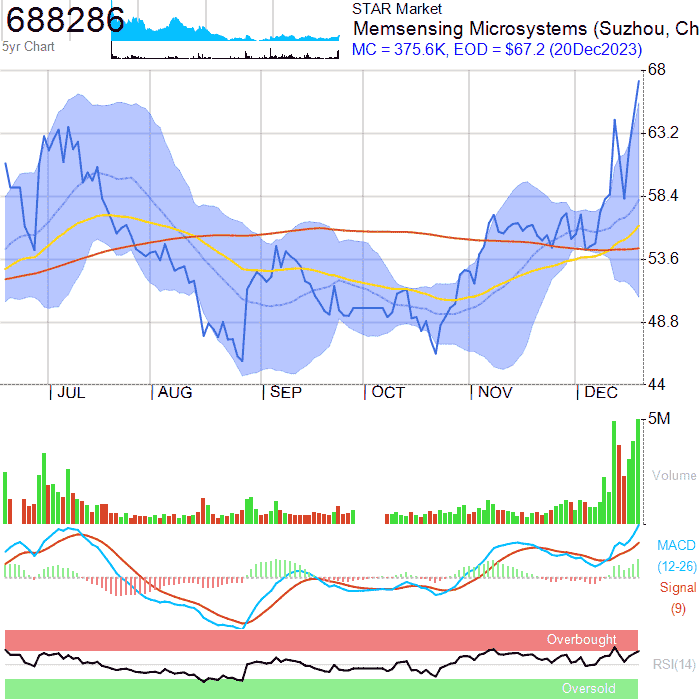 688286
5yr Chart
STAR Market
Memsensing Microsystems (Suzhou, Ch
MC = 375.6K, EOD = $67.2 (20Dec2023)
68
63.2
58.4
53.6
48.8
44
JUL AUG SEP OCT NOV DEC
5M
Volume
MACD
(12-26)
Signal
(9)
Overbought
RSI(14)
Oversold